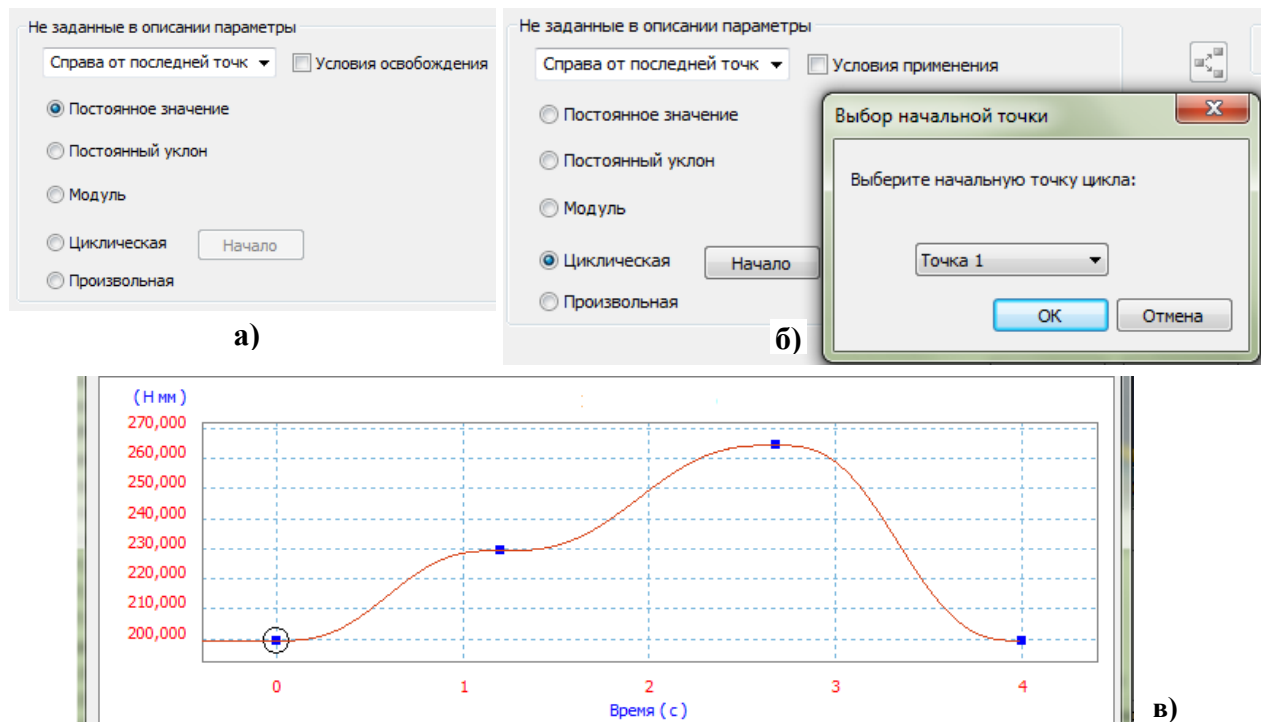 Не заданные в описании параметры
Справа от последней точк
Условия освобождения
Постоянное значение
Постоянный уклон
Модуль
Циклическая
Начало
Произвольная
а)
Не заданные в описании параметры
Справа от последней точк
Условия применения
Постоянное значение
Постоянный уклон
Модуль
Циклическая
Начало
Произвольная
Выбор начальной точки
Выберите начальную точку цикла:
Точка 1
OK
Отмена
б)
(Н мм)
270,000
260,000
250,000
240,000
230,000
220,000
210,000
200,000
0 1 2 3 4
Время (с)
в)